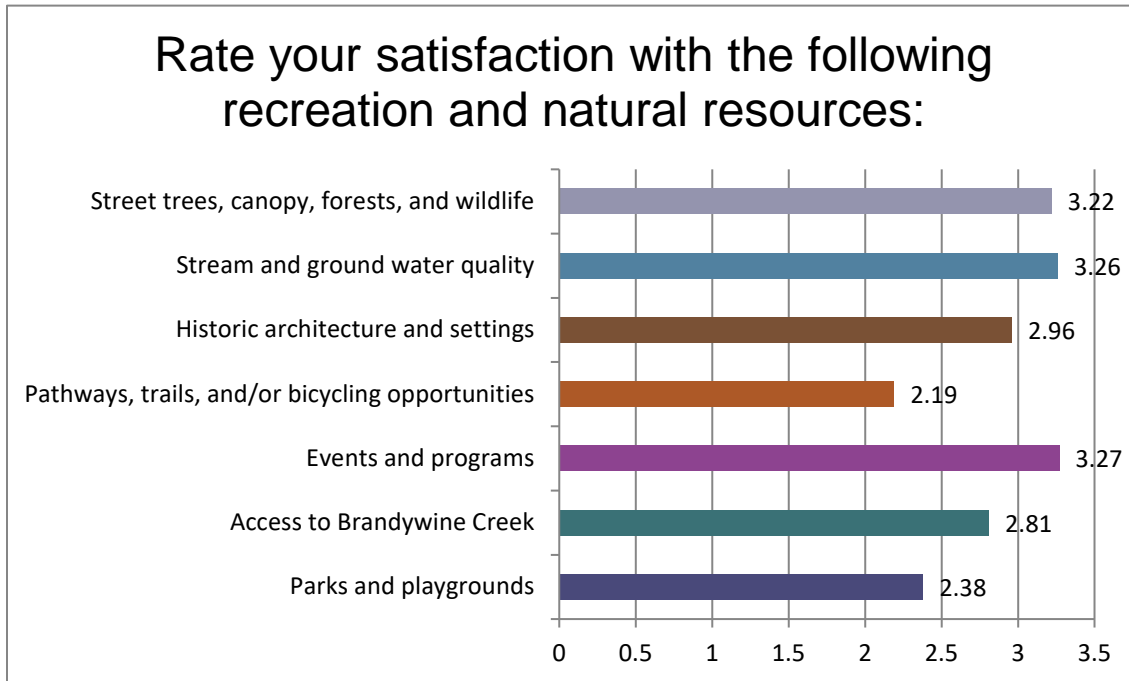 Rate your satisfaction with the following
recreation and natural resources:
Street trees, canopy, forests, and wildlife
3.22
Stream and ground water quality
3.26
Historic architecture and settings
2.96
Pathways, trails, and/or bicycling opportunities
2.19
Events and programs
3.27
Access to Brandywine Creek
2.81
Parks and playgrounds
2.38
0 0.5 1 1.5 2 2.5 3 3.5